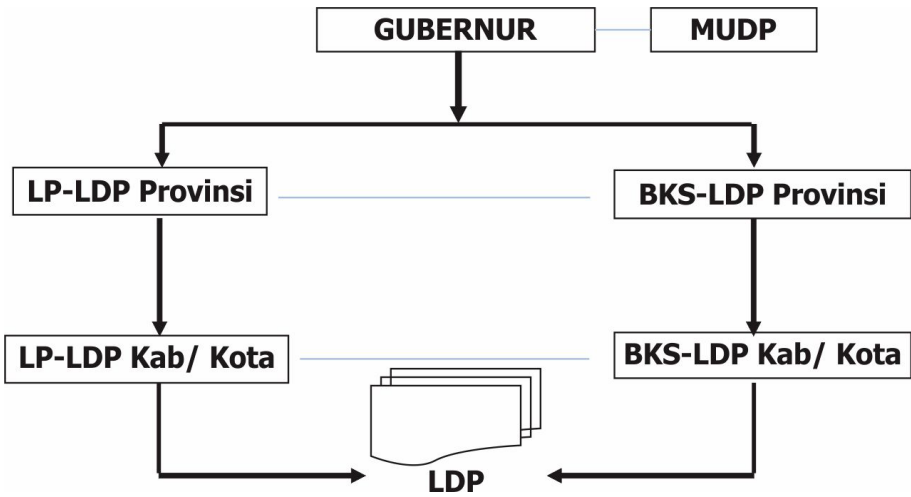 GUBERNUR
MUDP
LP-LDP Provinsi
BKS-LDP Provinsi
LP-LDP Kab/ Kota
BKS-LDP Kab/ Kota
LDP